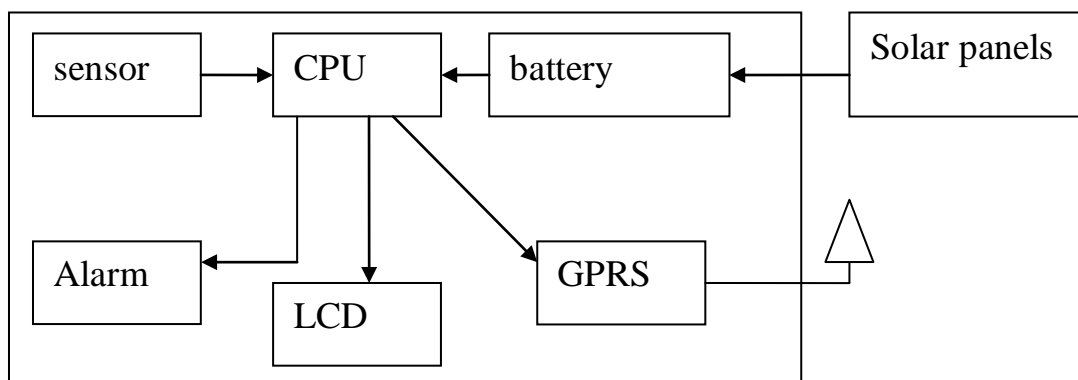 sensor
CPU
battery
Solar panels
Alarm
LCD
GPRS